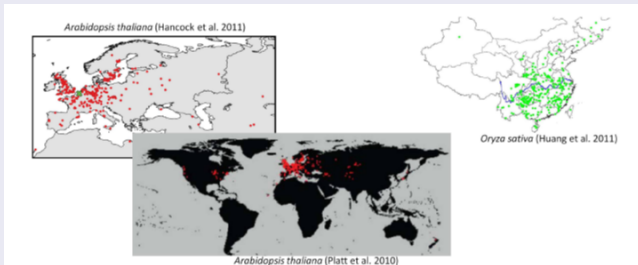 Arabidopsis thaliana (Hancock et al. 2011)
Oryza sativa (Huang et al. 2011)
Arabidopsis thaliana (Platt et al. 2010)